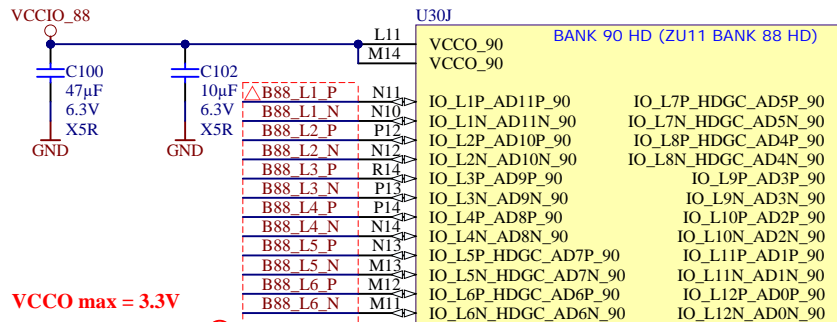 VCCIO_88
U30J
BANK 90 HD (ZU11 BANK 88 HD)
L11 VCCO_90
M14 VCCO_90
C100
47µF
6.3V
X5R
GND
C102
10µF
6.3V
X5R
GND
B88_L1_P N11 IO_L1P_AD11P_90 IO_L7P_HDGC_AD5P_90
B88_L1_N N10 IO_L1N_AD11N_90 IO_L7N_HDGC_AD5N_90
B88_L2_P P12 IO_L2P_AD10P_90 IO_L8P_HDGC_AD4P_90
B88_L2_N N12 IO_L2N_AD10N_90 IO_L8N_HDGC_AD4N_90
B88_L3_P R14 IO_L3P_AD9P_90 IO_L9P_AD3P_90
B88_L3_N P13 IO_L3N_AD9N_90 IO_L9N_AD3N_90
B88_L4_P P14 IO_L4P_AD8P_90 IO_L10P_AD2P_90
B88_L4_N N14 IO_L4N_AD8N_90 IO_L10N_AD2N_90
B88_L5_P N13 IO_L5P_HDGC_AD7P_90 IO_L11P_AD1P_90
B88_L5_N M13 IO_L5N_HDGC_AD7N_90 IO_L11N_AD1N_90
B88_L6_P M12 IO_L6P_HDGC_AD6P_90 IO_L12P_AD0P_90
B88_L6_N M11 IO_L6N_HDGC_AD6N_90 IO_L12N_AD0N_90
VCCO max = 3.3V